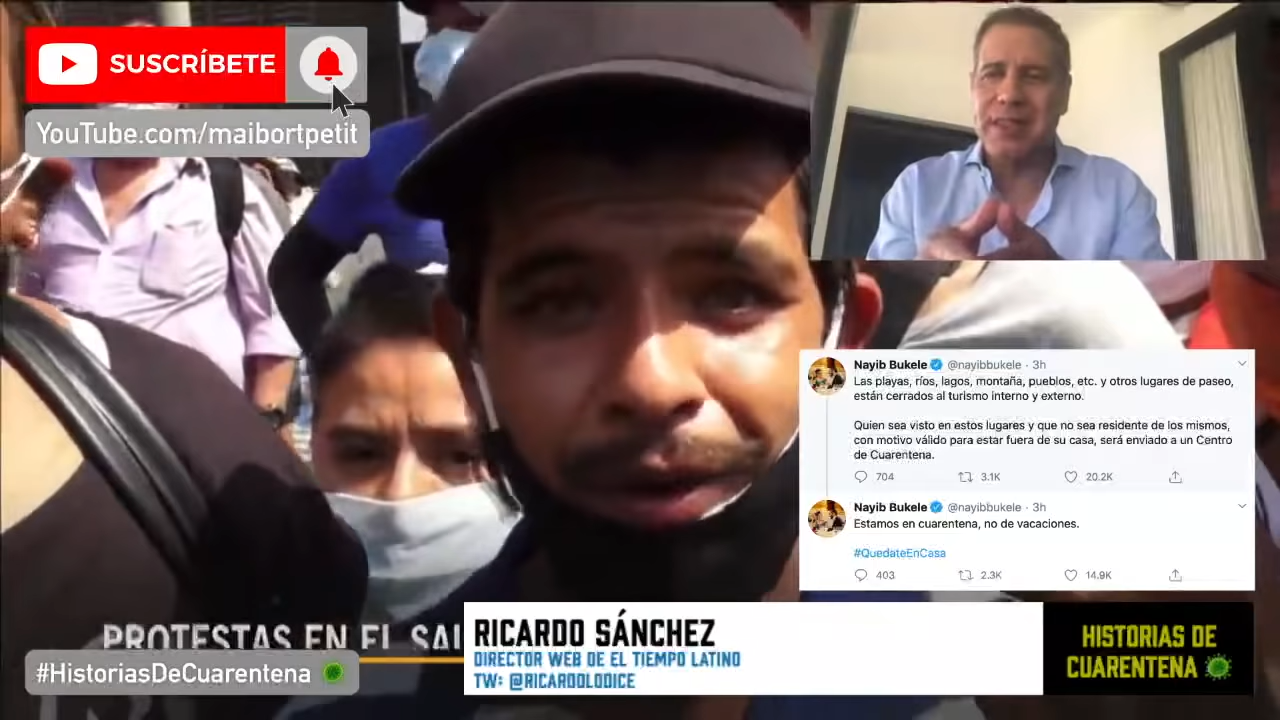 SUSCRÍBETE
YouTube.com/maibortpetit
Nayib Bukele @nayibbukele · 3h
Las playas, ríos, lagos, montaña, pueblos, etc. y otros lugares de paseo,
están cerrados al turismo interno y externo.
Quien sea visto en estos lugares y que no sea residente de los mismos,
con motivo válido para estar fuera de su casa, será enviado a un Centro
de Cuarentena.
704 3.1K 20.2K
Nayib Bukele @nayibbukele · 3h
Estamos en cuarentena, no de vacaciones.
#QuedateEnCasa
403 2.3K 14.9K
PROTESTAS EN EL SAL
#HistoriasDeCuarentena
RICARDO SÁNCHEZ
DIRECTOR WEB DE EL TIEMPO LATINO
TW: @RICARDOLODICE
HISTORIAS DE
CUARENTENA